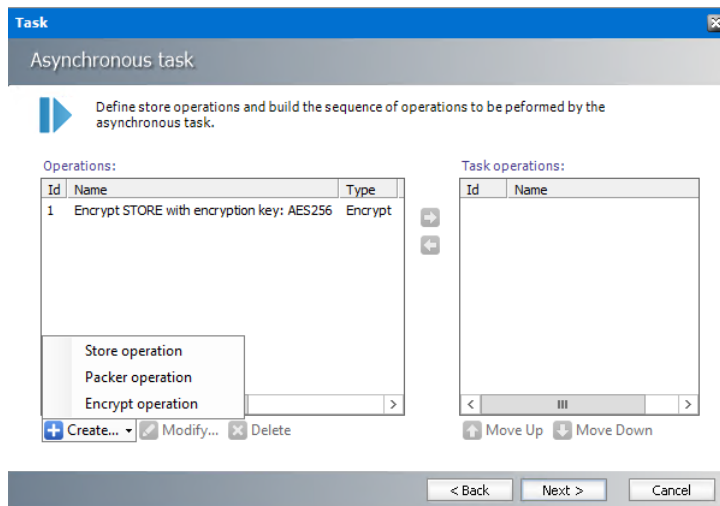 Task
Asynchronous task
Define store operations and build the sequence of operations to be peformed by the
asynchronous task.
Operations:
Id Name Type
1 Encrypt STORE with encryption key: AES256 Encrypt
Store operation
Packer operation
Encrypt operation
Create... Modify... Delete
Task operations:
Id Name
Move Up Move Down
< Back Next > Cancel